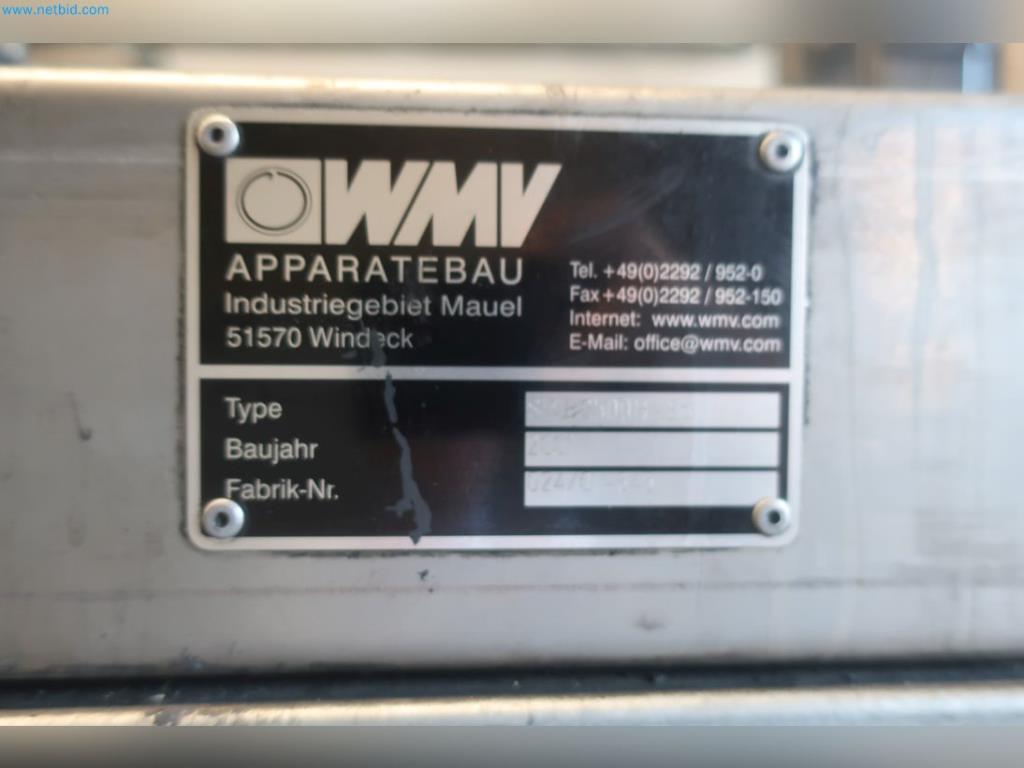 www.netbid.com
WMV
APPARATEBAU
Industriegebiet Mauel
51570 Windeck
Tel. +49(0)2292 / 952-0
Fax +49(0)2292 / 952-150
Internet: www.wmv.com
E-Mail: office@wmv.com
Type
Baujahr
Fabrik-Nr.